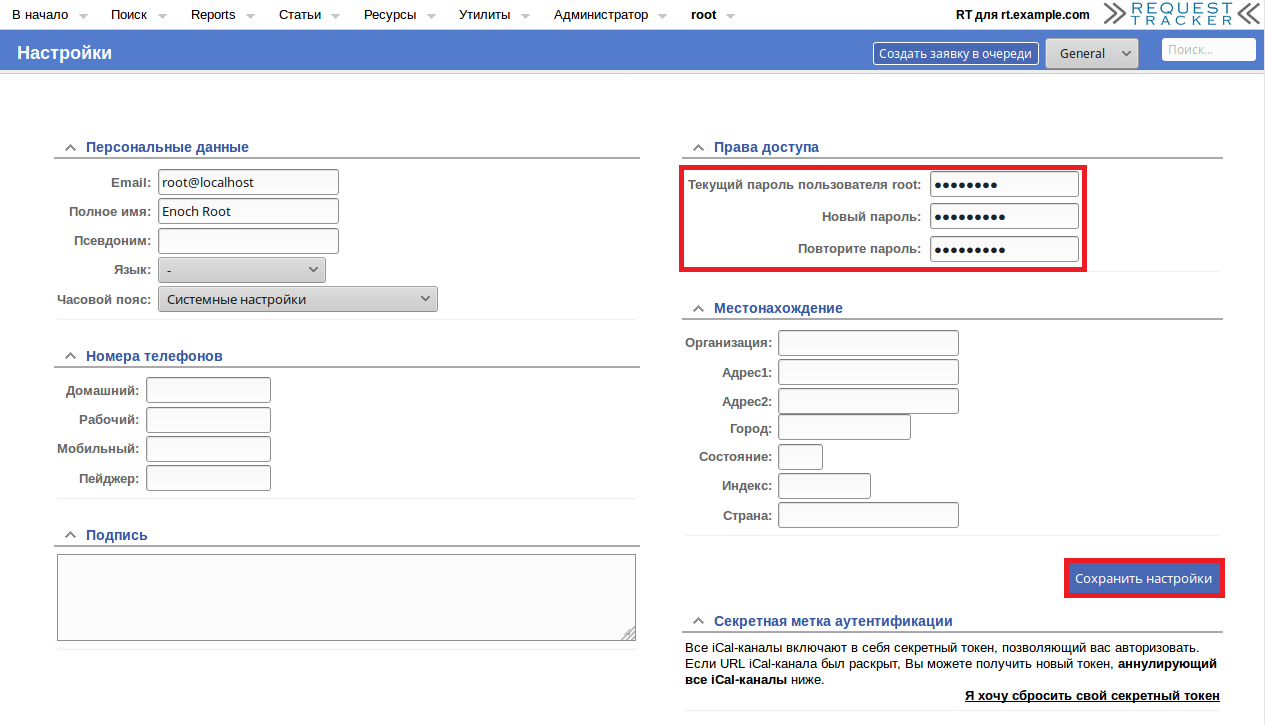 В начало Поиск Reports Статьи Ресурсы Утилиты Администратор root RT для rt.example.com REQUEST
TRACKER
Настройки Создать заявку в очереди General Поиск...
Персональные данные
Email: root@localhost
Полное имя: Enoch Root
Псевдоним:
Язык: -
Часовой пояс: Системные настройки
Номера телефонов
Домашний:
Рабочий:
Мобильный:
Пейджер:
Подпись
Права доступа
Текущий пароль пользователя root: ●●●●●●●●
Новый пароль: ●●●●●●●●●
Повторите пароль: ●●●●●●●●●
Местонахождение
Организация:
Адрес1:
Адрес2:
Город:
Состояние:
Индекс:
Страна:
Сохранить настройки
Секретная метка аутентификации
Все iCal-каналы включают в себя секретный токен, позволяющий вас авторизовать.
Если URL iCal-канала был раскрыт, Вы можете получить новый токен, аннулирующий
все iCal-каналы ниже.
Я хочу сбросить свой секретный токен